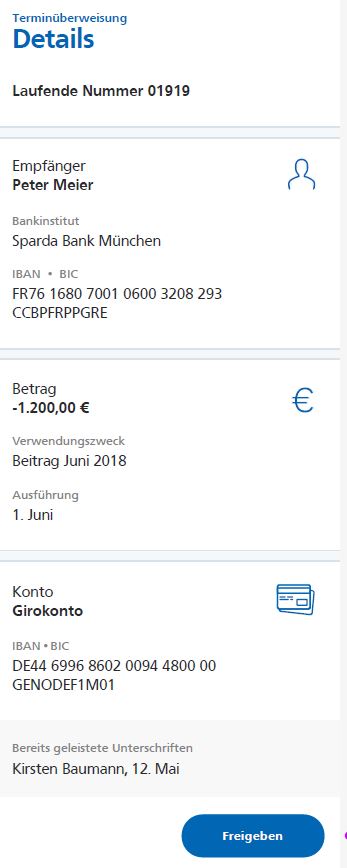 Terminüberweisung
Details
Laufende Nummer 01919
Empfänger
Peter Meier
Bankinstitut
Sparda Bank München
IBAN • BIC
FR76 1680 7001 0600 3208 293
CCBPFRPPGRE
Betrag
-1.200,00 €
€
Verwendungszweck
Beitrag Juni 2018
Ausführung
1. Juni
Konto
Girokonto
IBAN • BIC
DE44 6996 8602 0094 4800 00
GENODEF1M01
Bereits geleistete Unterschriften
Kirsten Baumann, 12. Mai
Freigeben